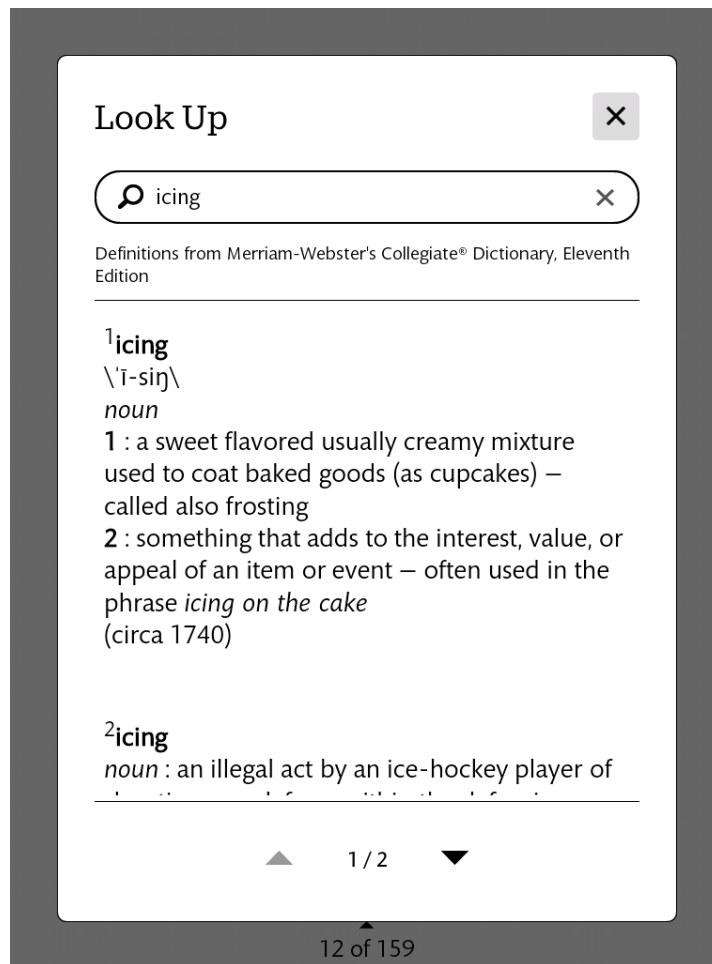 Look Up
icing
Definitions from Merriam-Webster's Collegiate® Dictionary, Eleventh
Edition
¹icing
\ˈī-siŋ\
noun
1 : a sweet flavored usually creamy mixture
used to coat baked goods (as cupcakes) —
called also frosting
2 : something that adds to the interest, value, or
appeal of an item or event — often used in the
phrase icing on the cake
(circa 1740)
²icing
noun : an illegal act by an ice-hockey player of
1 / 2
12 of 159